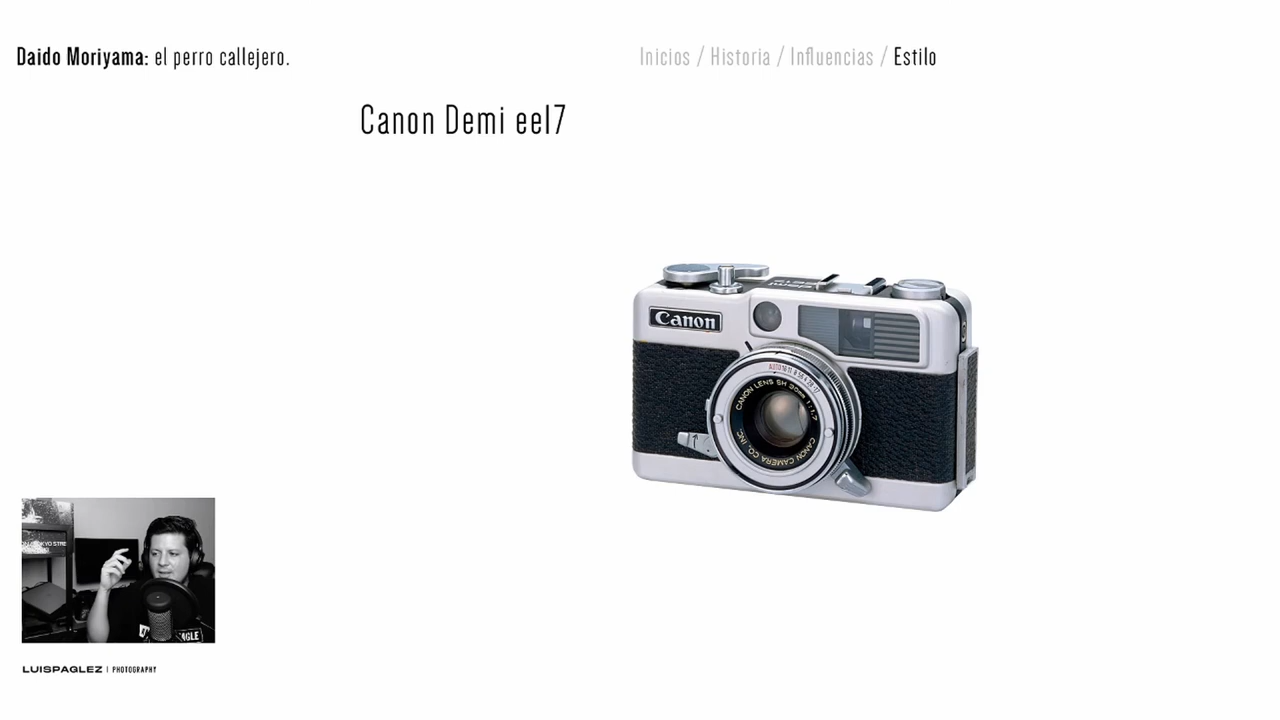 Daido Moriyama: el perro callejero.
Inicios / Historia / Influencias / Estilo
Canon Demi eel7
Canon
CANON LENS SH 30mm 1:1.7
CANON CAMERA CO. INC.
LUISPAGLEZ | PHOTOGRAPHY